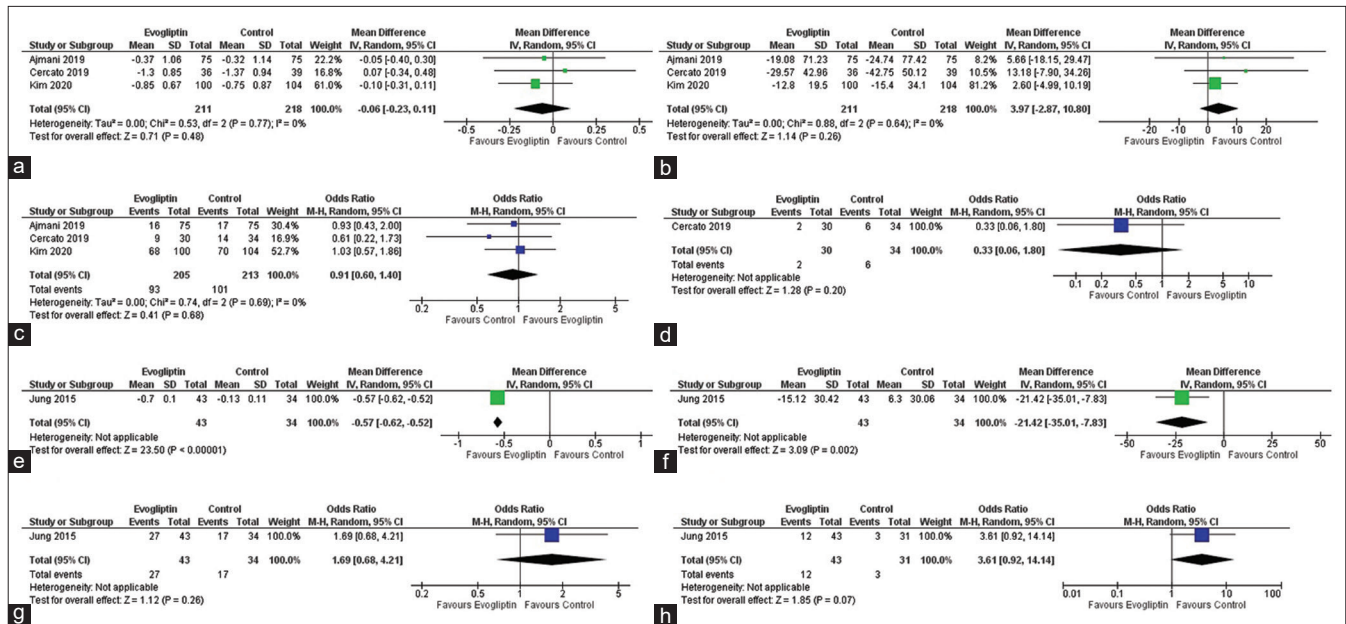 Evogliptin Control Mean Difference Mean Difference
Study or Subgroup Mean SD Total Mean SD Total Weight IV, Random, 95% CI IV, Random, 95% CI
Ajmani 2019 -0.37 1.06 75 -0.32 1.14 75 22.2% -0.05 [-0.40, 0.30]
Cercato 2019 -1.3 0.85 36 -1.37 0.94 39 16.8% 0.07 [-0.34, 0.48]
Kim 2020 -0.85 0.67 100 -0.75 0.87 104 61.0% -0.10 [-0.31, 0.11]
Total (95% CI) 211 218 100.0% -0.06 [-0.23, 0.11]
Heterogeneity: Tau² = 0.00; Chi² = 0.53, df = 2 (P = 0.77); I² = 0%
Test for overall effect: Z = 0.71 (P = 0.48)
-0.5 -0.25 0 0.25 0.5
Favours Evogliptin Favours Control
a
Evogliptin Control Mean Difference Mean Difference
Study or Subgroup Mean SD Total Mean SD Total Weight IV, Random, 95% CI IV, Random, 95% CI
Ajmani 2019 -19.08 71.23 75 -24.74 77.42 75 8.2% 5.66 [-18.15, 29.47]
Cercato 2019 -29.57 42.96 36 -42.75 50.12 39 10.5% 13.18 [-7.90, 34.26]
Kim 2020 -12.8 19.5 100 -15.4 34.1 104 81.2% 2.60 [-4.99, 10.19]
Total (95% CI) 211 218 100.0% 3.97 [-2.87, 10.80]
Heterogeneity: Tau² = 0.00; Chi² = 0.88, df = 2 (P = 0.64); I² = 0%
Test for overall effect: Z = 1.14 (P = 0.26)
-20 -10 0 10 20
Favours Evogliptin Favours Control
b
Evogliptin Control Odds Ratio Odds Ratio
Study or Subgroup Events Total Events Total Weight M-H, Random, 95% CI M-H, Random, 95% CI
Ajmani 2019 16 75 17 75 30.4% 0.93 [0.43, 2.00]
Cercato 2019 9 30 14 34 16.9% 0.61 [0.22, 1.73]
Kim 2020 68 100 70 104 52.7% 1.03 [0.57, 1.86]
Total (95% CI) 205 213 100.0% 0.91 [0.60, 1.40]
Total events 93 101
Heterogeneity: Tau² = 0.00; Chi² = 0.74, df = 2 (P = 0.69); I² = 0%
Test for overall effect: Z = 0.41 (P = 0.68)
0.2 0.5 1 2 5
Favours Control Favours Evogliptin
c
Evogliptin Control Odds Ratio Odds Ratio
Study or Subgroup Events Total Events Total Weight M-H, Random, 95% CI M-H, Random, 95% CI
Cercato 2019 2 30 6 34 100.0% 0.33 [0.06, 1.80]
Total (95% CI) 30 34 100.0% 0.33 [0.06, 1.80]
Total events 2 6
Heterogeneity: Not applicable
Test for overall effect: Z = 1.28 (P = 0.20)
0.1 0.2 0.5 1 2 5 10
Favours Evogliptin Favours Control
d
Evogliptin Control Mean Difference Mean Difference
Study or Subgroup Mean SD Total Mean SD Total Weight IV, Random, 95% CI IV, Random, 95% CI
Jung 2015 -0.7 0.1 43 -0.13 0.11 34 100.0% -0.57 [-0.62, -0.52]
Total (95% CI) 43 34 100.0% -0.57 [-0.62, -0.52]
Heterogeneity: Not applicable
Test for overall effect: Z = 23.50 (P < 0.00001)
-1 -0.5 0 0.5 1
Favours Evogliptin Favours Control
e
Evogliptin Control Mean Difference Mean Difference
Study or Subgroup Mean SD Total Mean SD Total Weight IV, Random, 95% CI IV, Random, 95% CI
Jung 2015 -15.12 30.42 43 6.3 30.06 34 100.0% -21.42 [-35.01, -7.83]
Total (95% CI) 43 34 100.0% -21.42 [-35.01, -7.83]
Heterogeneity: Not applicable
Test for overall effect: Z = 3.09 (P = 0.002)
-50 -25 0 25 50
Favours Evogliptin Favours Control
f
Evogliptin Control Odds Ratio Odds Ratio
Study or Subgroup Events Total Events Total Weight M-H, Random, 95% CI M-H, Random, 95% CI
Jung 2015 27 43 17 34 100.0% 1.69 [0.68, 4.21]
Total (95% CI) 43 34 100.0% 1.69 [0.68, 4.21]
Total events 27 17
Heterogeneity: Not applicable
Test for overall effect: Z = 1.12 (P = 0.26)
0.2 0.5 1 2 5
Favours Evogliptin Favours Control
g
Evogliptin Control Odds Ratio Odds Ratio
Study or Subgroup Events Total Events Total Weight M-H, Random, 95% CI M-H, Random, 95% CI
Jung 2015 12 43 3 31 100.0% 3.61 [0.92, 14.14]
Total (95% CI) 43 31 100.0% 3.61 [0.92, 14.14]
Total events 12 3
Heterogeneity: Not applicable
Test for overall effect: Z = 1.85 (P = 0.07)
0.01 0.1 1 10 100
Favours Evogliptin Favours Control
h